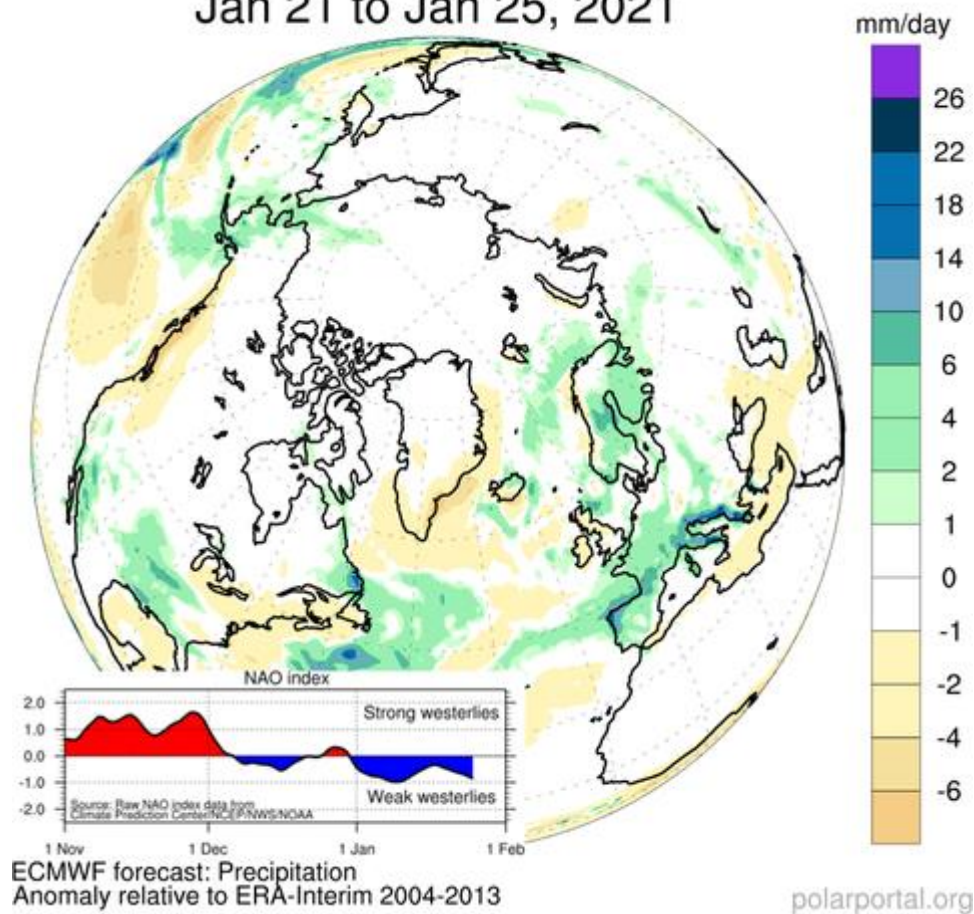 Jan 21 to Jan 25, 2021
mm/day
26
22
18
14
10
6
4
2
1
0
-1
-2
-4
-6
NAO index
2.0
1.0
0.0
-1.0
-2.0
Strong westerlies
Weak westerlies
Source: Raw NAO index data from
Climate Prediction Center/NCEP/NWS/NOAA
1 Nov
1 Dec
1 Jan
1 Feb
ECMWF forecast: Precipitation
Anomaly relative to ERA-Interim 2004-2013
polarportal.org